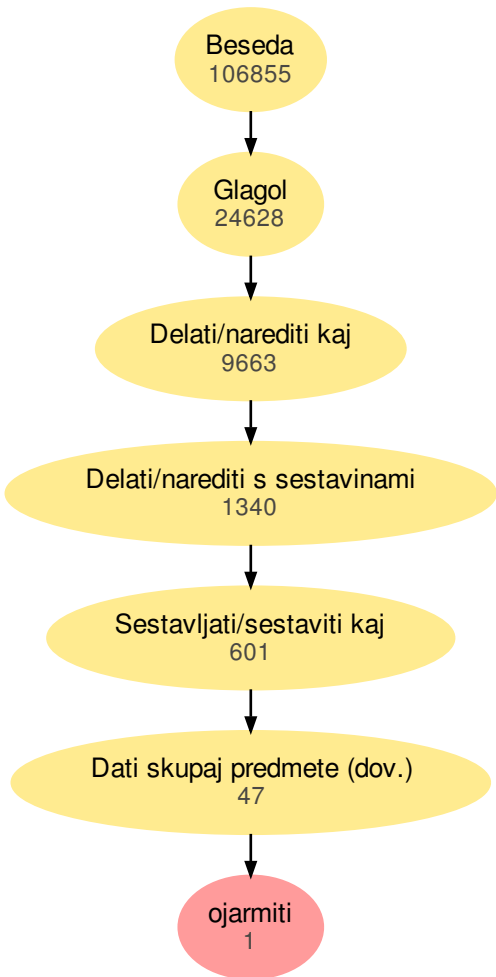 Beseda
106855
Glagol
24628
Delati/narediti kaj
9663
Delati/narediti s sestavinami
1340
Sestavljati/sestaviti kaj
601
Dati skupaj predmete (dov.)
47
ojarmiti
1